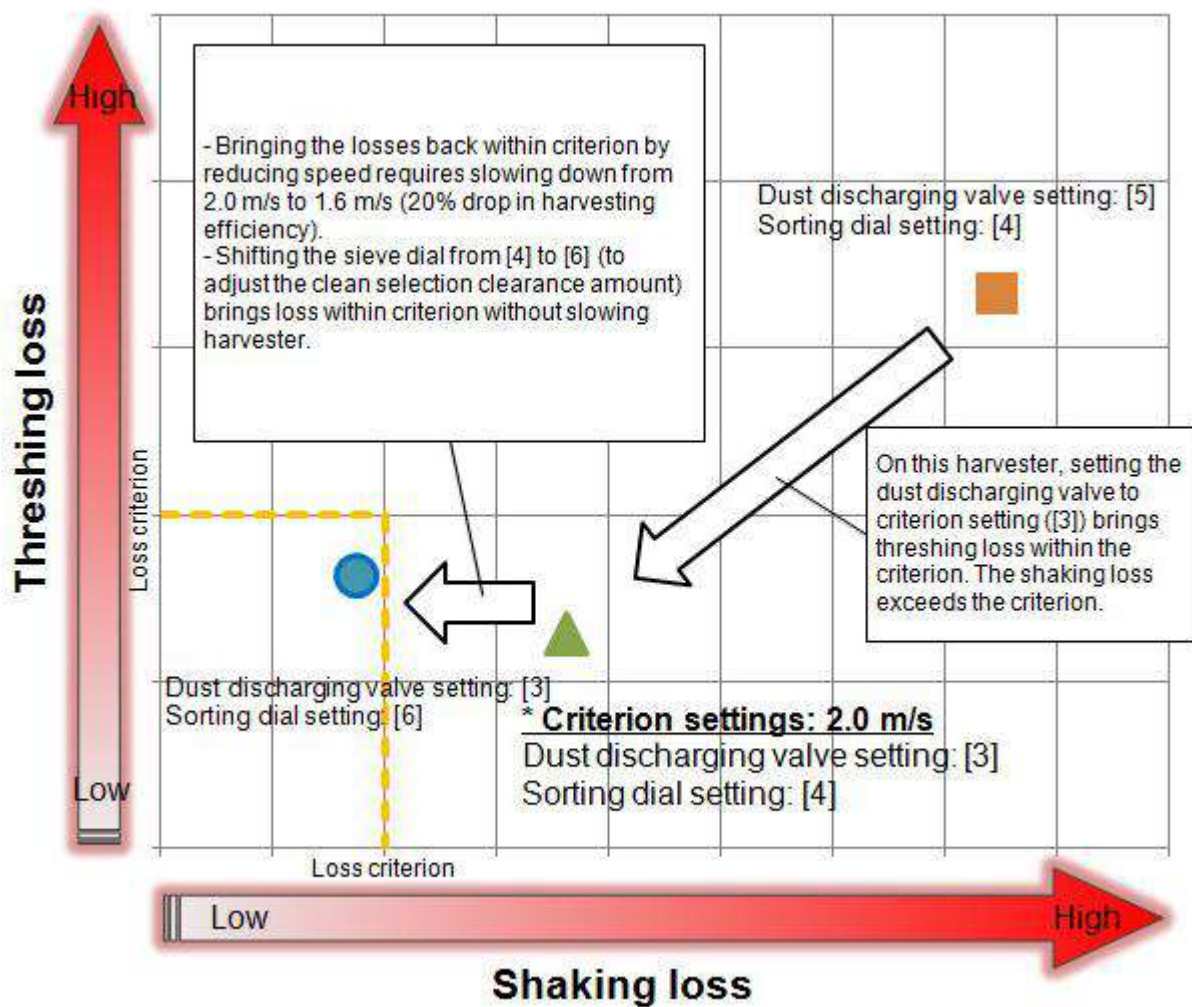 High
- Bringing the losses back within criterion by
reducing speed requires slowing down from
2.0 m/s to 1.6 m/s (20% drop in harvesting
efficiency).
- Shifting the sieve dial from [4] to [6] (to
adjust the clean selection clearance amount)
brings loss within criterion without slowing
harvester.
Dust discharging valve setting: [5]
Sorting dial setting: [4]
Threshing loss
Loss criterion
On this harvester, setting the
dust discharging valve to
criterion setting ([3]) brings
threshing loss within the
criterion. The shaking loss
exceeds the criterion.
Dust discharging valve setting: [3]
Sorting dial setting: [6]
* Criterion settings: 2.0 m/s
Dust discharging valve setting: [3]
Sorting dial setting: [4]
Low
Loss criterion
Low
High
Shaking loss